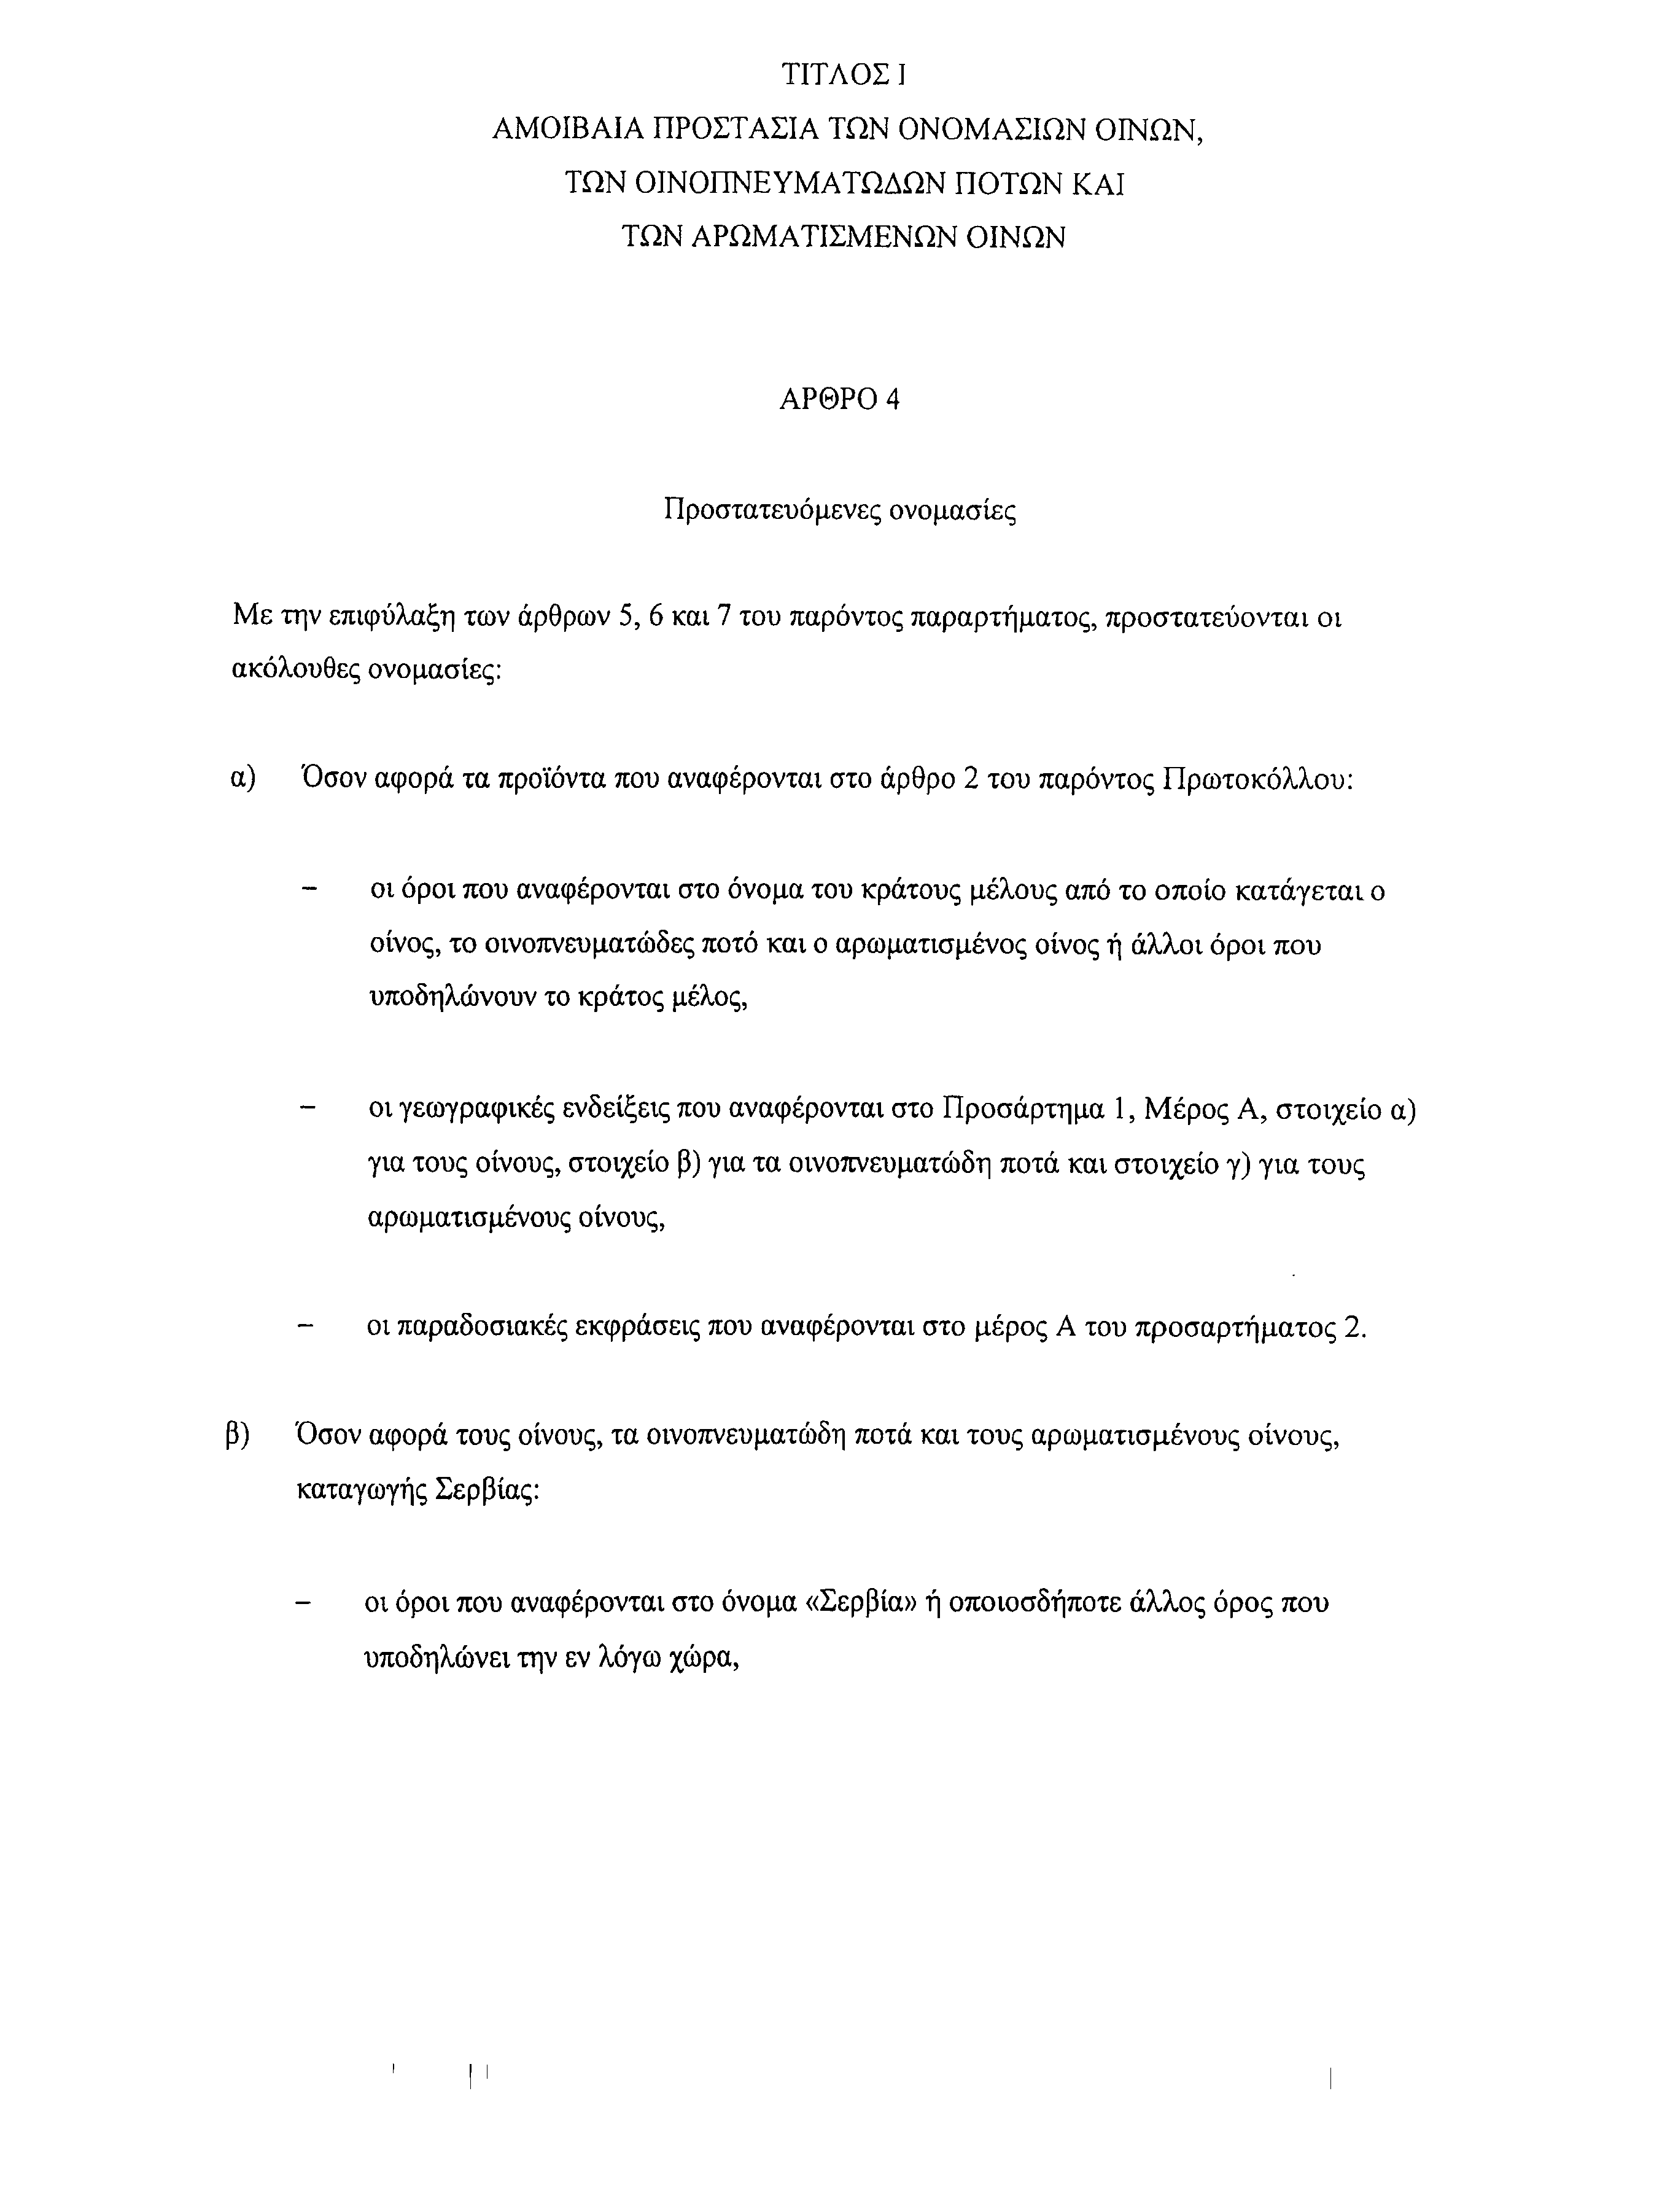 ΤΙΤΛΟΣ Ι
ΑΜΟΙΒΑΙΑ ΠΡΟΣΤΑΣΙΑ ΤΩΝ ΟΝΟΜΑΣΙΩΝ ΟΙΝΩΝ,
ΤΩΝ ΟΙΝΟΠΝΕΥΜΑΤΩΔΩΝ ΠΟΤΩΝ ΚΑΙ
ΤΩΝ ΑΡΩΜΑΤΙΣΜΕΝΩΝ ΟΙΝΩΝ
ΑΡΘΡΟ 4
Προστατευόμενες ονομασίες
Με την επιφύλαξη των άρθρων 5, 6 και 7 του παρόντος παραρτήματος, προστατεύονται οι
ακόλουθες ονομασίες:
α) Όσον αφορά τα προϊόντα που αναφέρονται στο άρθρο 2 του παρόντος Πρωτοκόλλου:
– οι όροι που αναφέρονται στο όνομα του κράτους μέλους από το οποίο κατάγεται ο
οίνος, το οινοπνευματώδες ποτό και ο αρωματισμένος οίνος ή άλλοι όροι που
υποδηλώνουν το κράτος μέλος,
– οι γεωγραφικές ενδείξεις που αναφέρονται στο Προσάρτημα 1, Μέρος Α, στοιχείο α)
για τους οίνους, στοιχείο β) για τα οινοπνευματώδη ποτά και στοιχείο γ) για τους
αρωματισμένους οίνους,
– οι παραδοσιακές εκφράσεις που αναφέρονται στο μέρος Α του προσαρτήματος 2.
β) Όσον αφορά τους οίνους, τα οινοπνευματώδη ποτά και τους αρωματισμένους οίνους,
καταγωγής Σερβίας:
– οι όροι που αναφέρονται στο όνομα «Σερβία» ή οποιοσδήποτε άλλος όρος που
υποδηλώνει την εν λόγω χώρα,